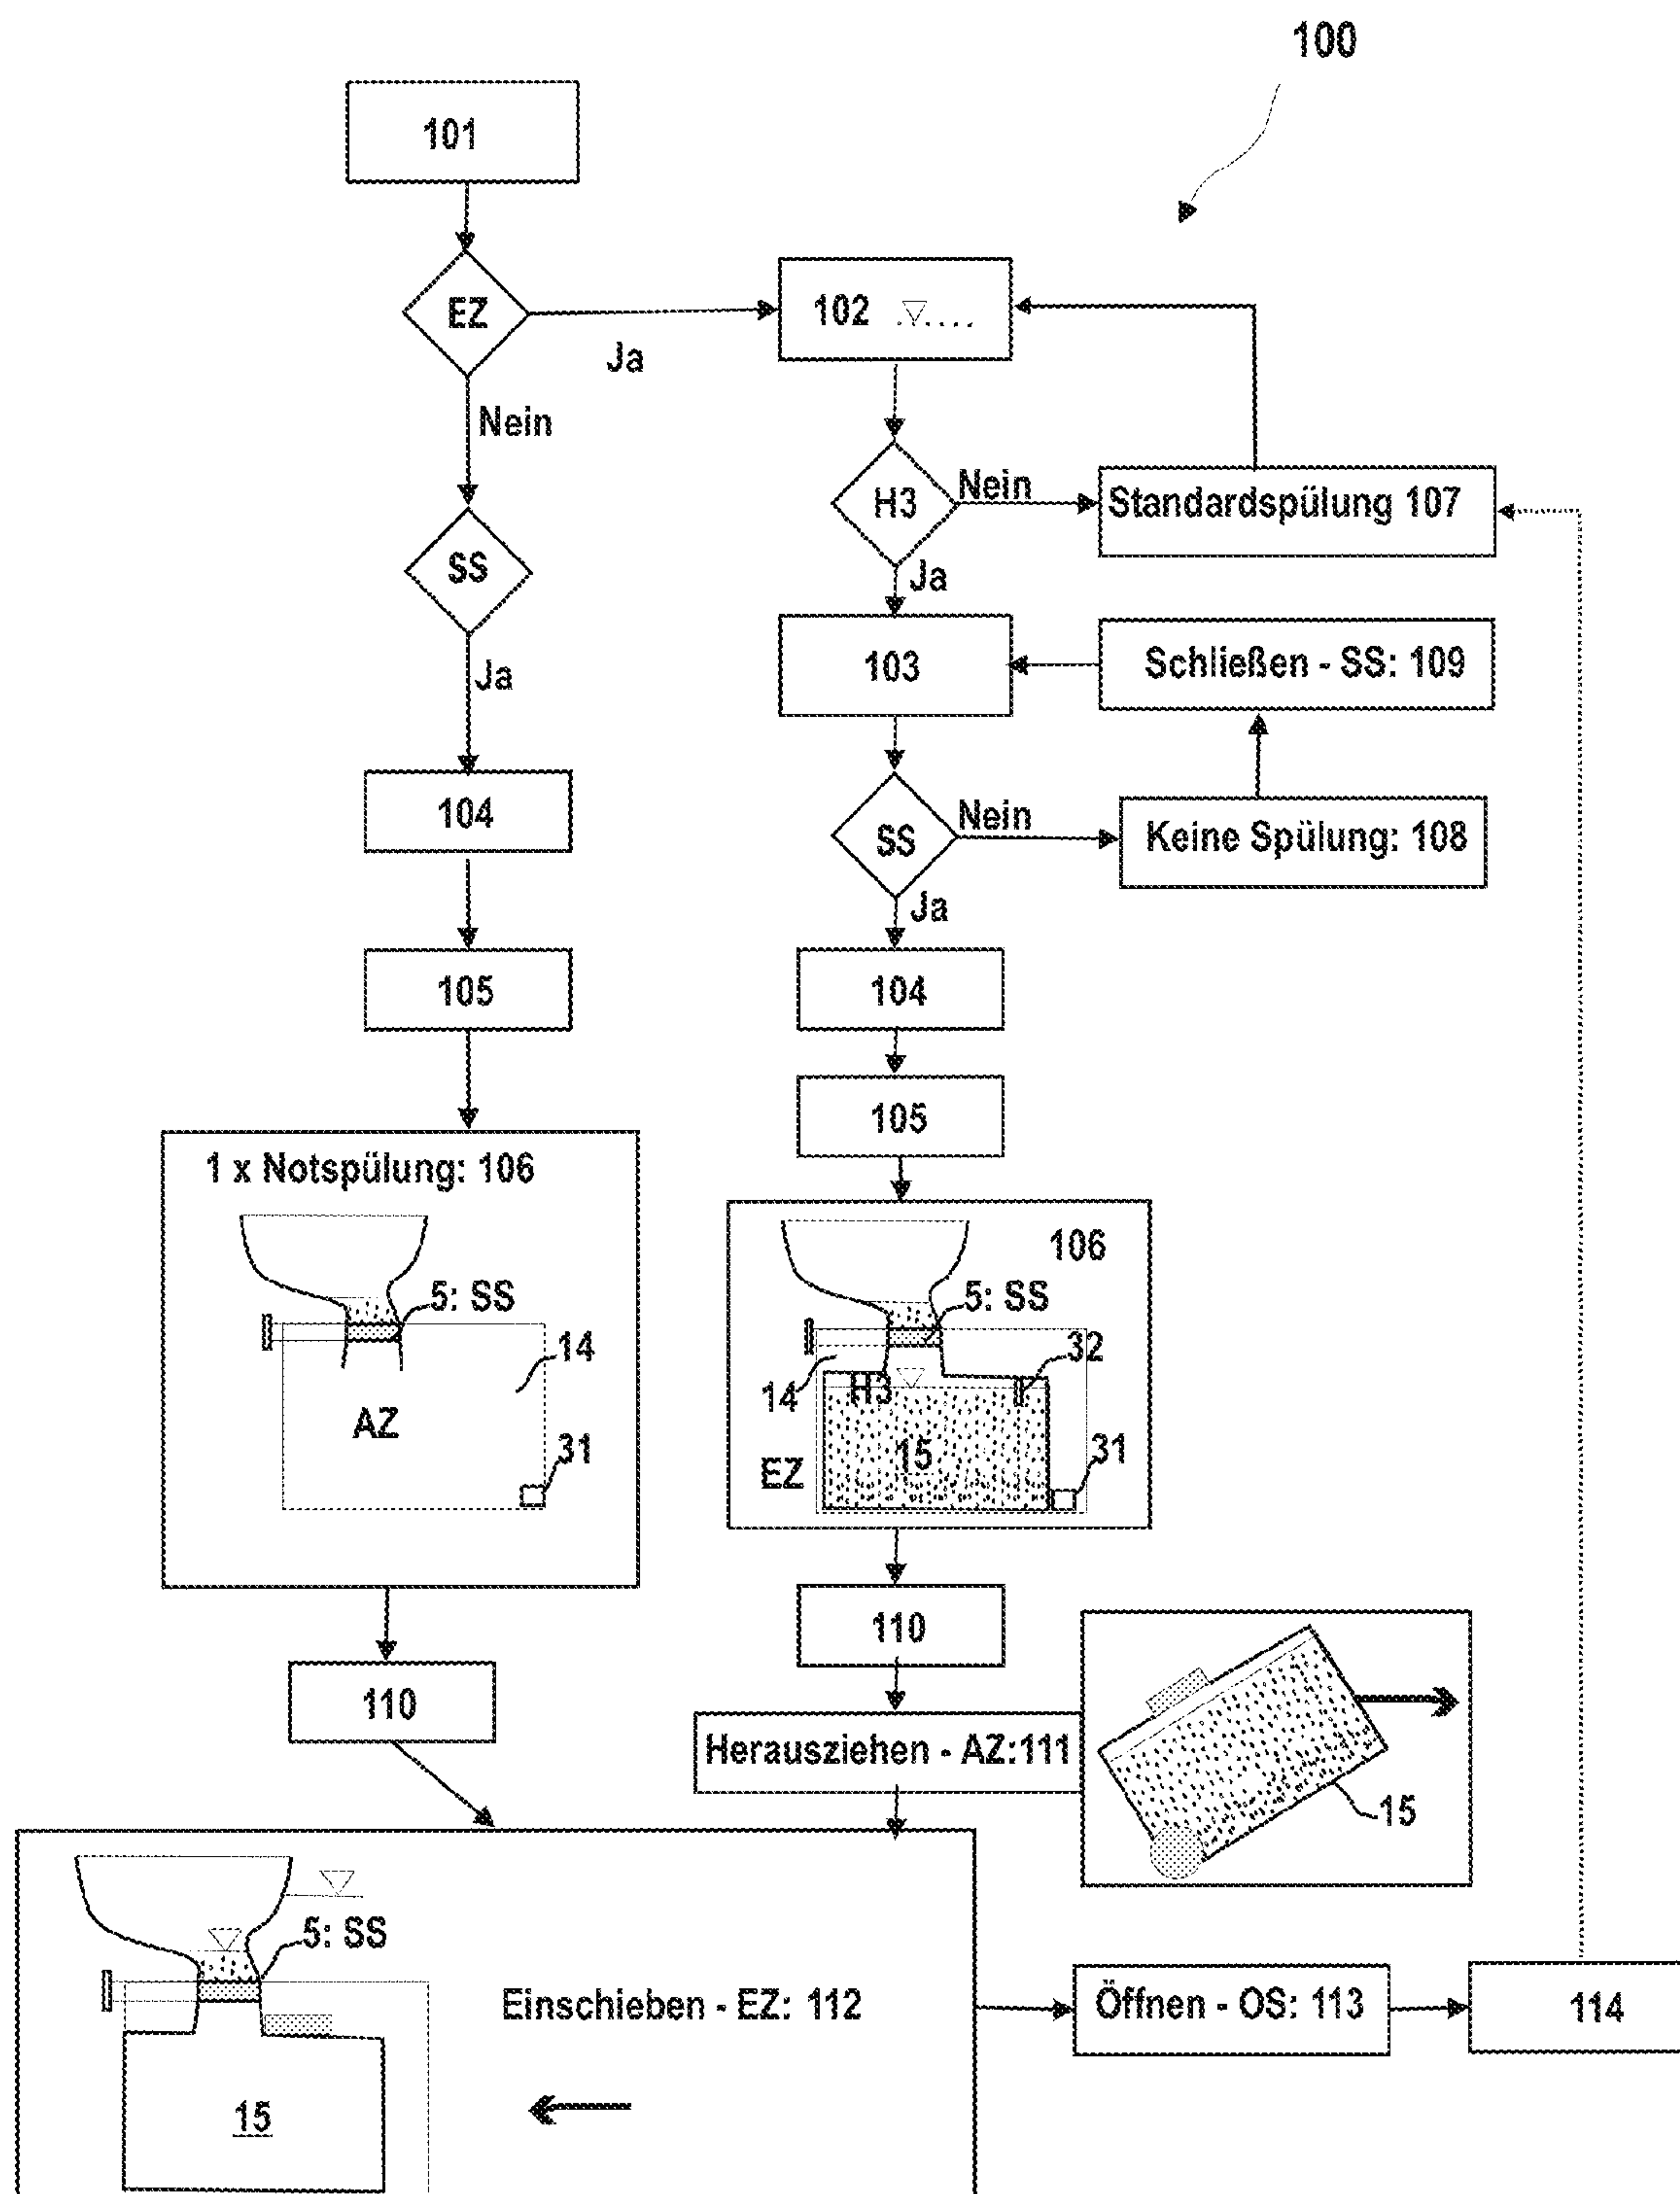 100
101
EZ
Ja
102
Nein
H3
Nein
Standardspülung 107
SS
Ja
Ja
103
Schließen - SS: 109
104
SS
Nein
Keine Spülung: 108
Ja
105
104
105
1 x Notspülung: 106
5: SS
14
AZ
31
106
5: SS
32
14
H3
15
EZ
31
110
110
Herausziehen - AZ:111
15
5: SS
Einschieben - EZ: 112
15
Öffnen - OS: 113
114